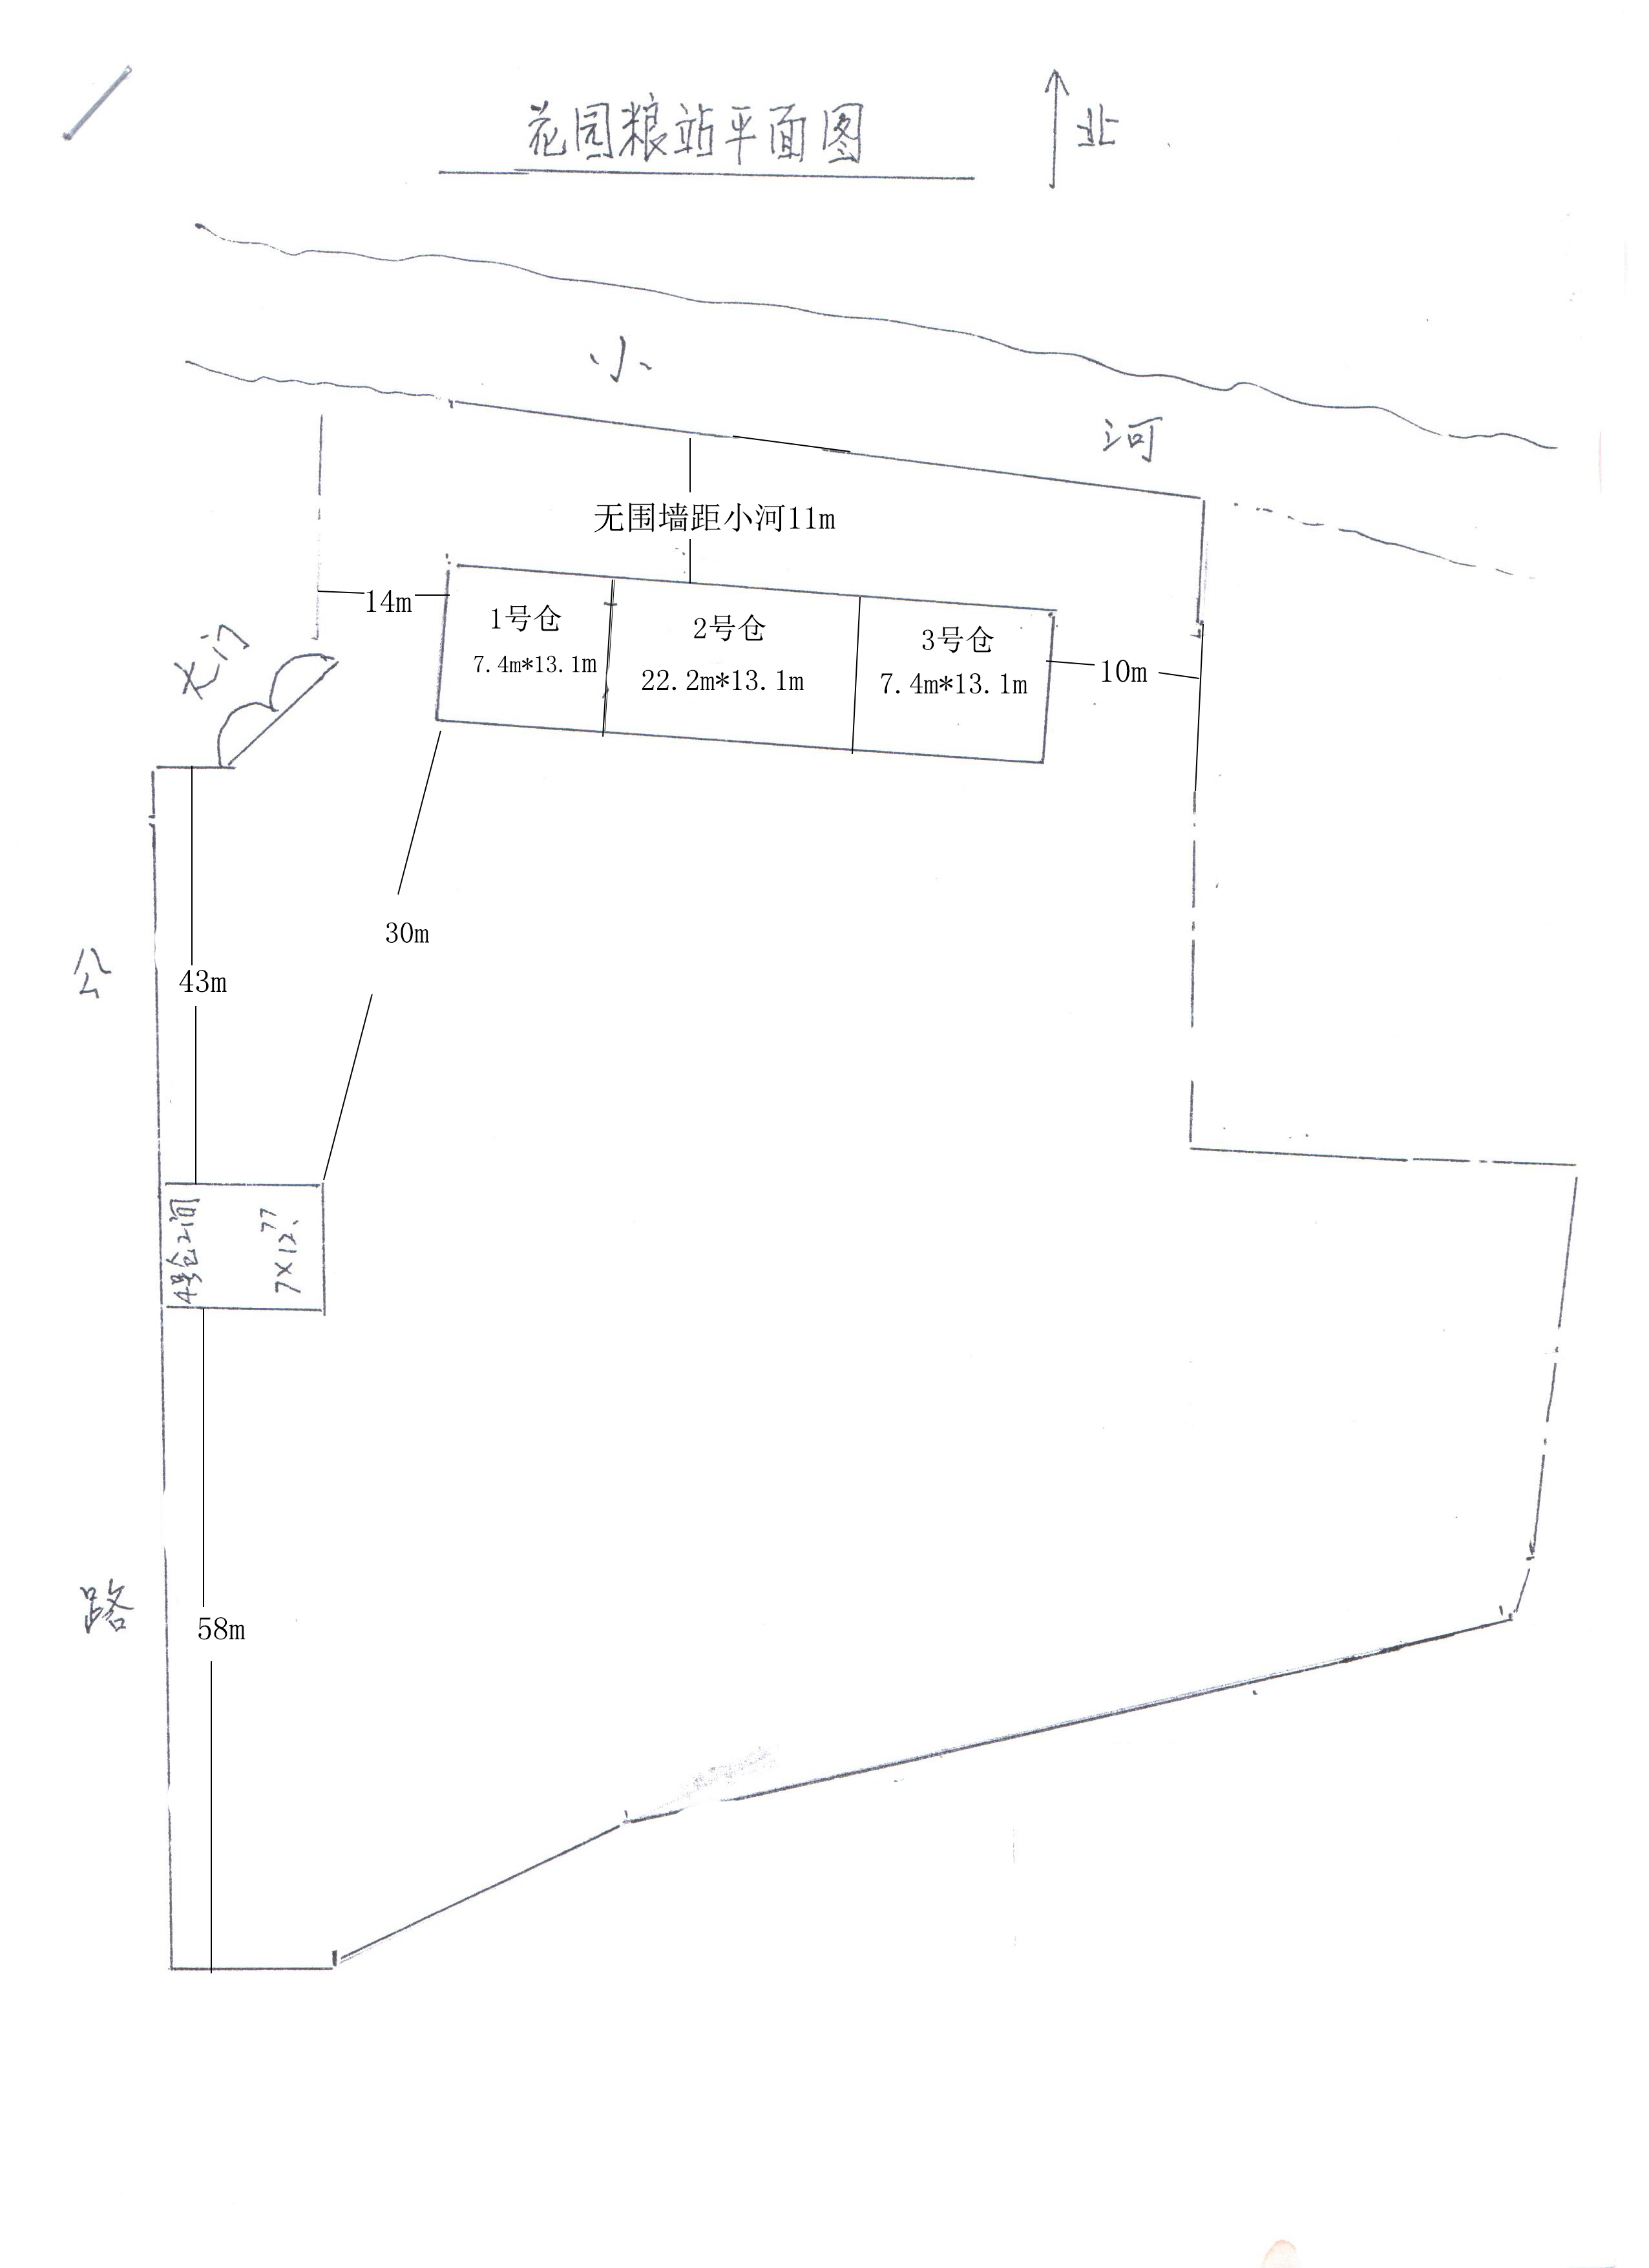 花园粮站平面图
北
小
河
无围墙距小河11m
14m
1号仓
7.4m*13.1m
2号仓
22.2m*13.1m
3号仓
7.4m*13.1m
10m
大门
30m
公
43m
4号仓2间
7×12.77
路
58m